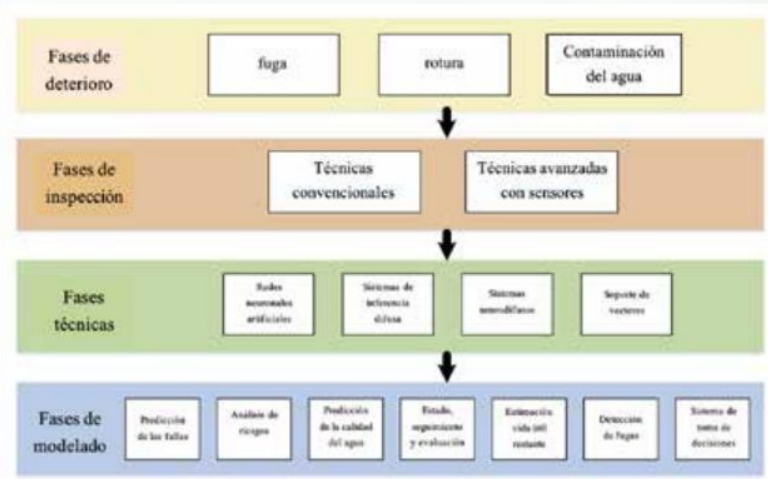 Fases de
deterioro
fuga
rotura
Contaminación
del agua
Fases de
inspección
Técnicas
convencionales
Técnicas avanzadas
con sensores
Fases
técnicas
Redes
neuronales
artificiales
Sistemas de
inferencia
difusa
Sistemas
neurodifusos
Soporte de
vectores
Fases de
modelado
Predicción
de las fallas
Análisis de
riesgos
Predicción
de la calidad
del agua
Estado,
seguimiento
y evaluación
Estimación
vida útil
restante
Detección
de fugas
Sistema de
toma de
decisiones